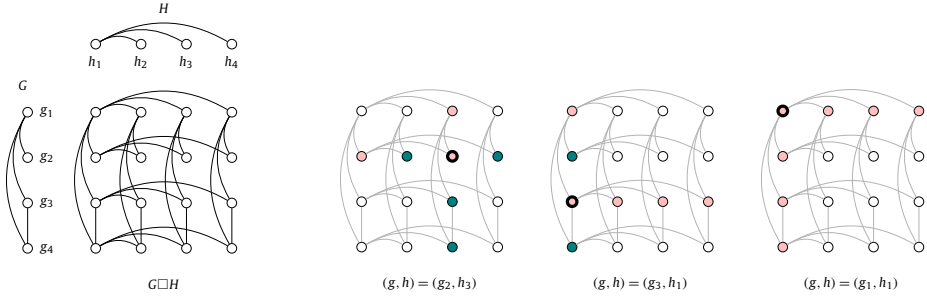 H
h₁ h₂ h₃ h₄
G
g₁
g₂
g₃
g₄
G□H
(g, h) = (g₂, h₃)
(g, h) = (g₃, h₁)
(g, h) = (g₁, h₁)